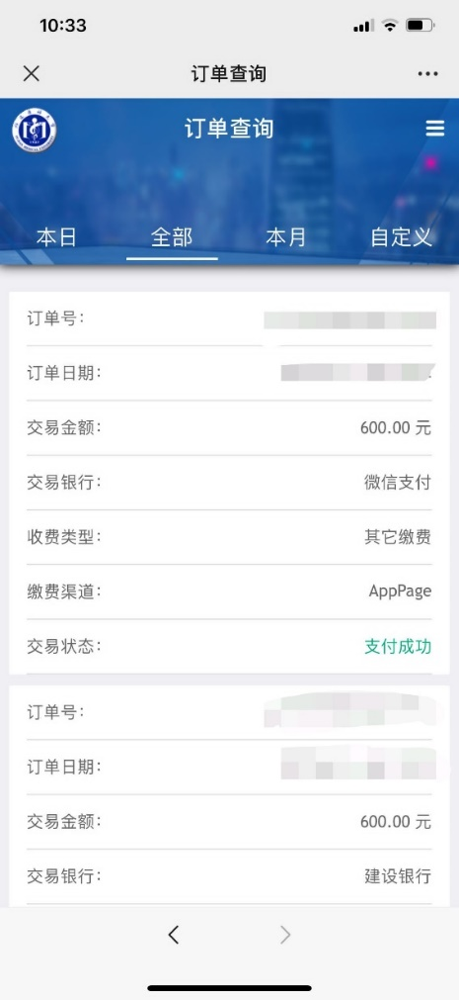 10:33
订单查询
订单查询
本日 全部 本月 自定义
订单号:
订单日期:
交易金额: 600.00 元
交易银行: 微信支付
收费类型: 其它缴费
缴费渠道: AppPage
交易状态: 支付成功
订单号:
订单日期:
交易金额: 600.00 元
交易银行: 建设银行